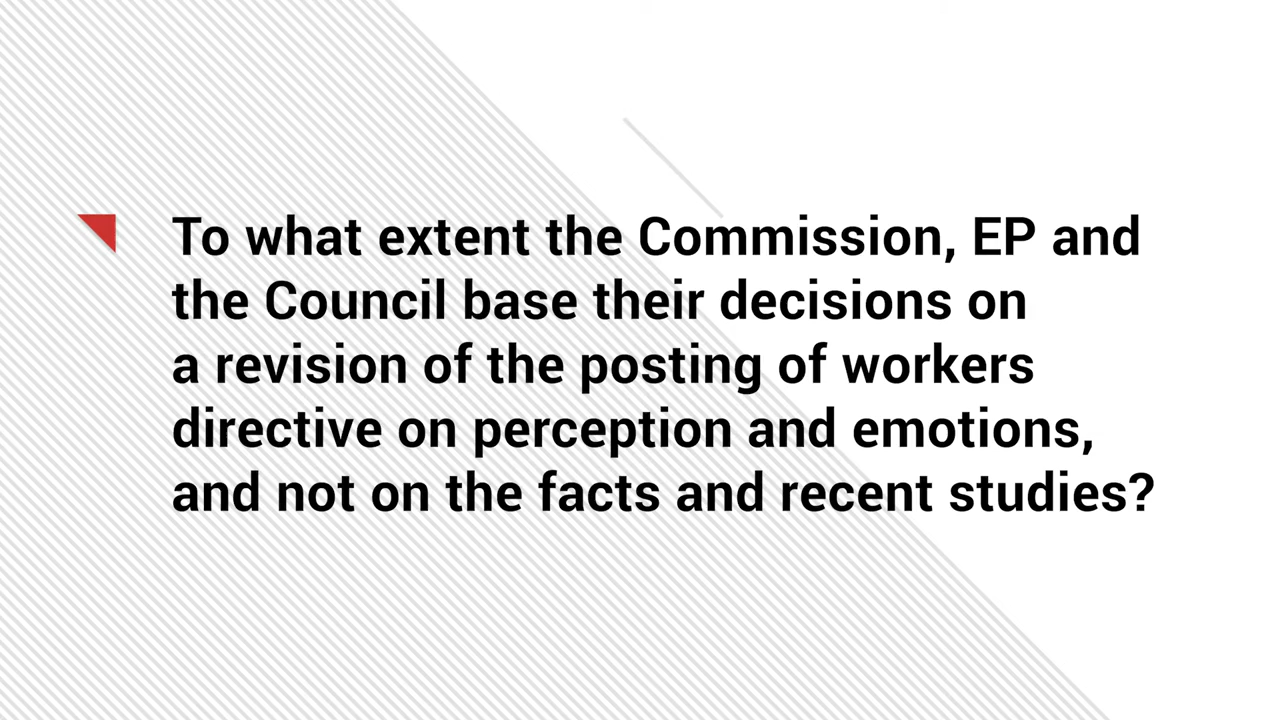 To what extent the Commission, EP and
the Council base their decisions on
a revision of the posting of workers
directive on perception and emotions,
and not on the facts and recent studies?